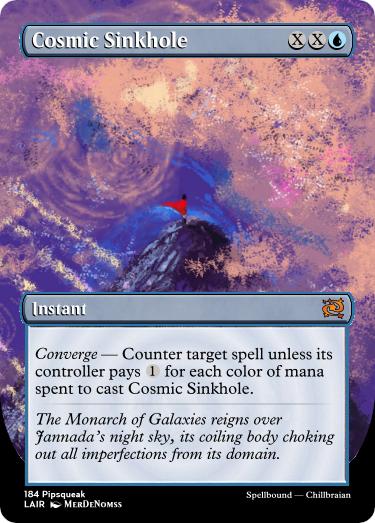 Cosmic Sinkhole XXU
Instant
Converge — Counter target spell unless its
controller pays 1 for each color of mana
spent to cast Cosmic Sinkhole.
The Monarch of Galaxies reigns over
Jannada's night sky, its coiling body choking
out all imperfections from its domain.
184 Pipsqueak
LAIR MerDeNomss
Spellbound — Chillbraian